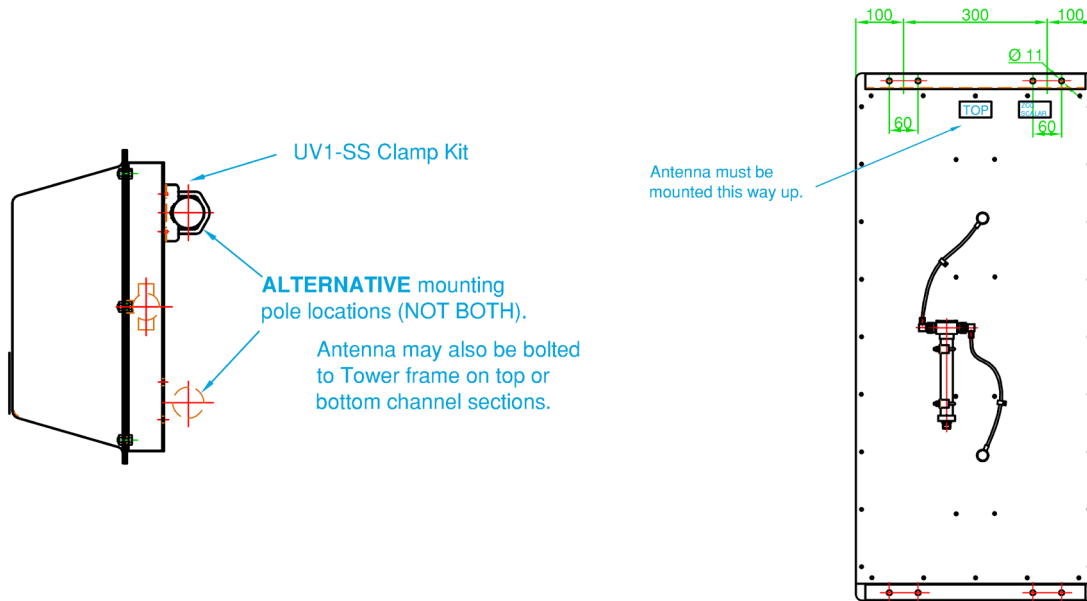 100 300 100
Ø 11
TOP
60 60
UV1-SS Clamp Kit
Antenna must be
mounted this way up.
ALTERNATIVE mounting
pole locations (NOT BOTH).
Antenna may also be bolted
to Tower frame on top or
bottom channel sections.